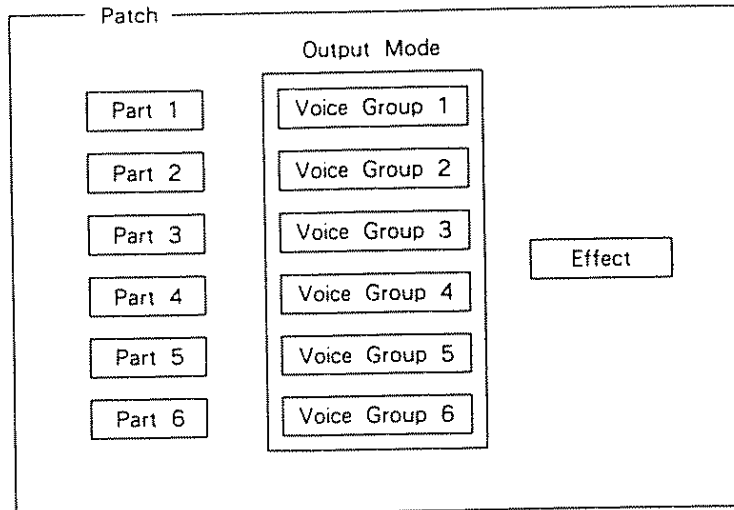 Patch
Output Mode
Part 1
Voice Group 1
Part 2
Voice Group 2
Part 3
Voice Group 3
Effect
Part 4
Voice Group 4
Part 5
Voice Group 5
Part 6
Voice Group 6